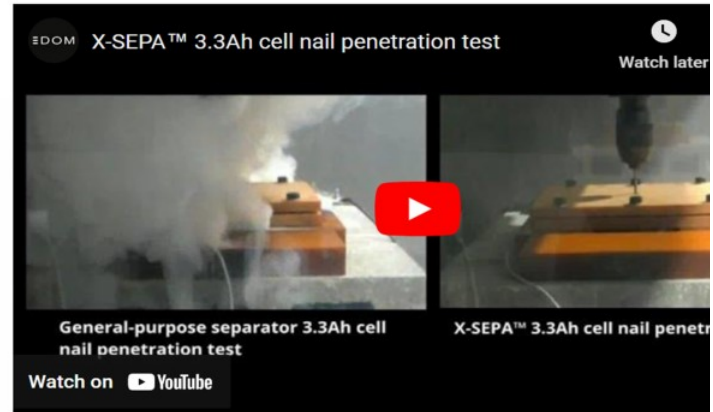 EDOM
X-SEPA™ 3.3Ah cell nail penetration test
Watch later
General-purpose separator 3.3Ah cell
nail penetration test
X-SEPA™ 3.3Ah cell nail penetr
Watch on YouTube